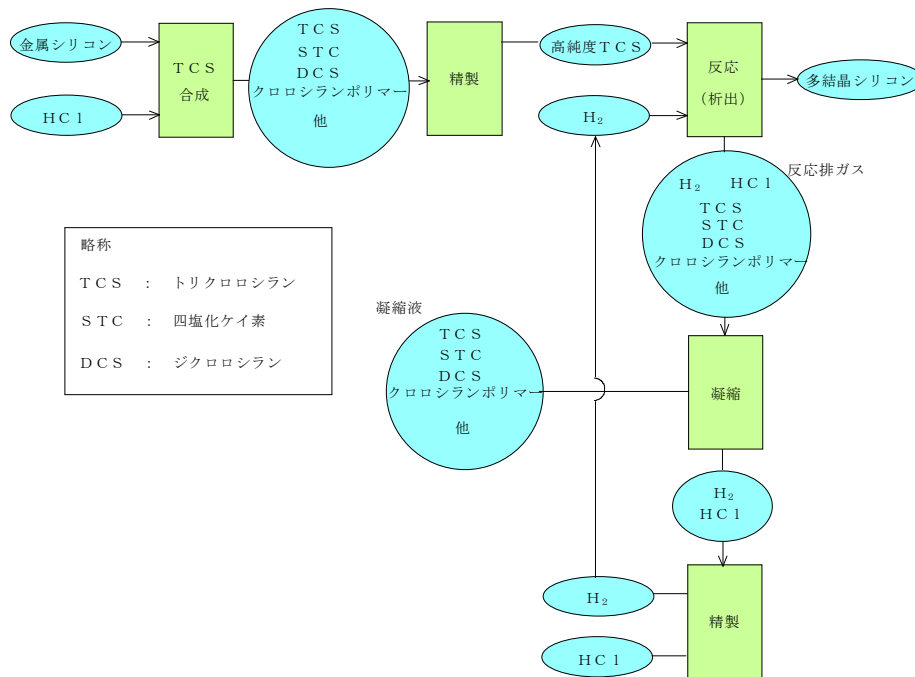 金属シリコン
HCl
TCS
合成
TCS
STC
DCS
クロロシランポリマー
他
精製
高純度TCS
H₂
反応
(析出)
多結晶シリコン
反応排ガス
H₂ HCl
TCS
STC
DCS
クロロシランポリマー
他
略称
TCS : トリクロロシラン
STC : 四塩化ケイ素
DCS : ジクロロシラン
凝縮液
TCS
STC
DCS
クロロシランポリマー
他
凝縮
H₂
HCl
H₂
HCl
精製